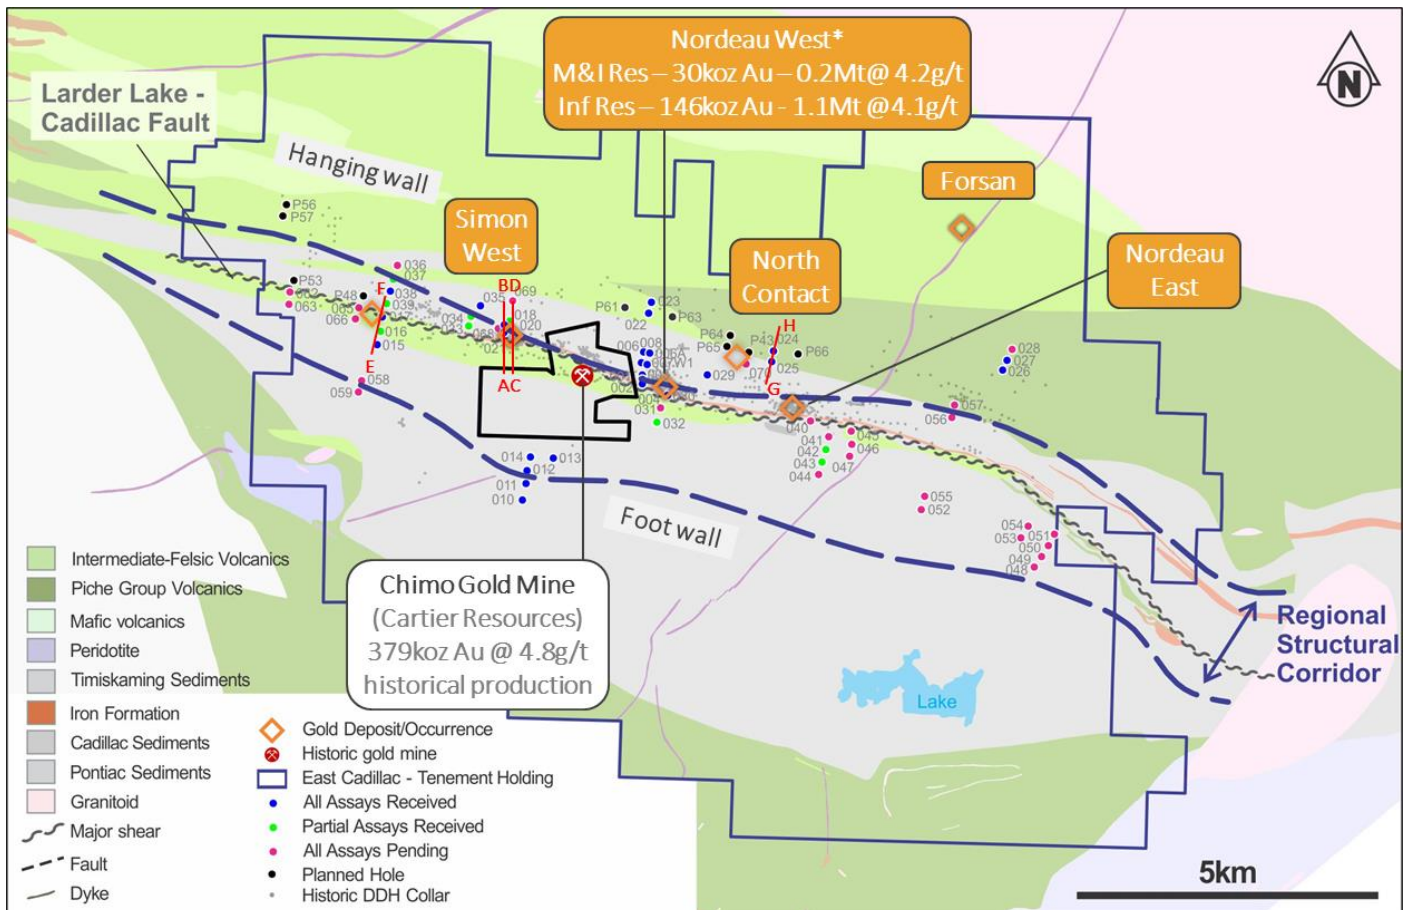 Nordeau West*
M&I Res – 30koz Au – 0.2Mt@ 4.2g/t
Inf Res – 146koz Au - 1.1Mt @4.1g/t
N
Larder Lake -
Cadillac Fault
Hanging wall
Forsan
Simon
West
North
Contact
Nordeau
East
P56
P57
036
037
P53
063
P48
F
038
039
066
016
015
E
058
059
035
BD
069
034
018
020
AC
P61
023
022
P63
008
006
031
032
P64
P65
P43
H
024
025
P66
029
070
G
028
027
026
057
056
040
041
042
043
044
045
046
047
014
013
012
011
010
055
052
054
053
051
050
049
048
Foot wall
Chimo Gold Mine
(Cartier Resources)
379koz Au @ 4.8g/t
historical production
Regional
Structural
Corridor
Lake
Intermediate-Felsic Volcanics
Piche Group Volcanics
Mafic volcanics
Peridotite
Timiskaming Sediments
Iron Formation
Cadillac Sediments
Pontiac Sediments
Granitoid
Major shear
Fault
Dyke
Gold Deposit/Occurrence
Historic gold mine
East Cadillac - Tenement Holding
All Assays Received
Partial Assays Received
All Assays Pending
Planned Hole
Historic DDH Collar
5km